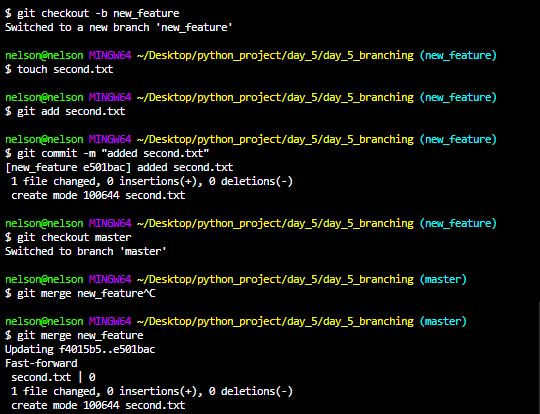 $ git checkout -b new_feature
Switched to a new branch 'new_feature'
nelson@nelson MINGW64 ~/Desktop/python_project/day_5/day_5_branching (new_feature)
$ touch second.txt
nelson@nelson MINGW64 ~/Desktop/python_project/day_5/day_5_branching (new_feature)
$ git add second.txt
nelson@nelson MINGW64 ~/Desktop/python_project/day_5/day_5_branching (new_feature)
$ git commit -m "added second.txt"
[new_feature e501bac] added second.txt
 1 file changed, 0 insertions(+), 0 deletions(-)
 create mode 100644 second.txt
nelson@nelson MINGW64 ~/Desktop/python_project/day_5/day_5_branching (new_feature)
$ git checkout master
Switched to branch 'master'
nelson@nelson MINGW64 ~/Desktop/python_project/day_5/day_5_branching (master)
$ git merge new_feature^C
nelson@nelson MINGW64 ~/Desktop/python_project/day_5/day_5_branching (master)
$ git merge new_feature
Updating f4015b5..e501bac
Fast-forward
 second.txt | 0
 1 file changed, 0 insertions(+), 0 deletions(-)
 create mode 100644 second.txt